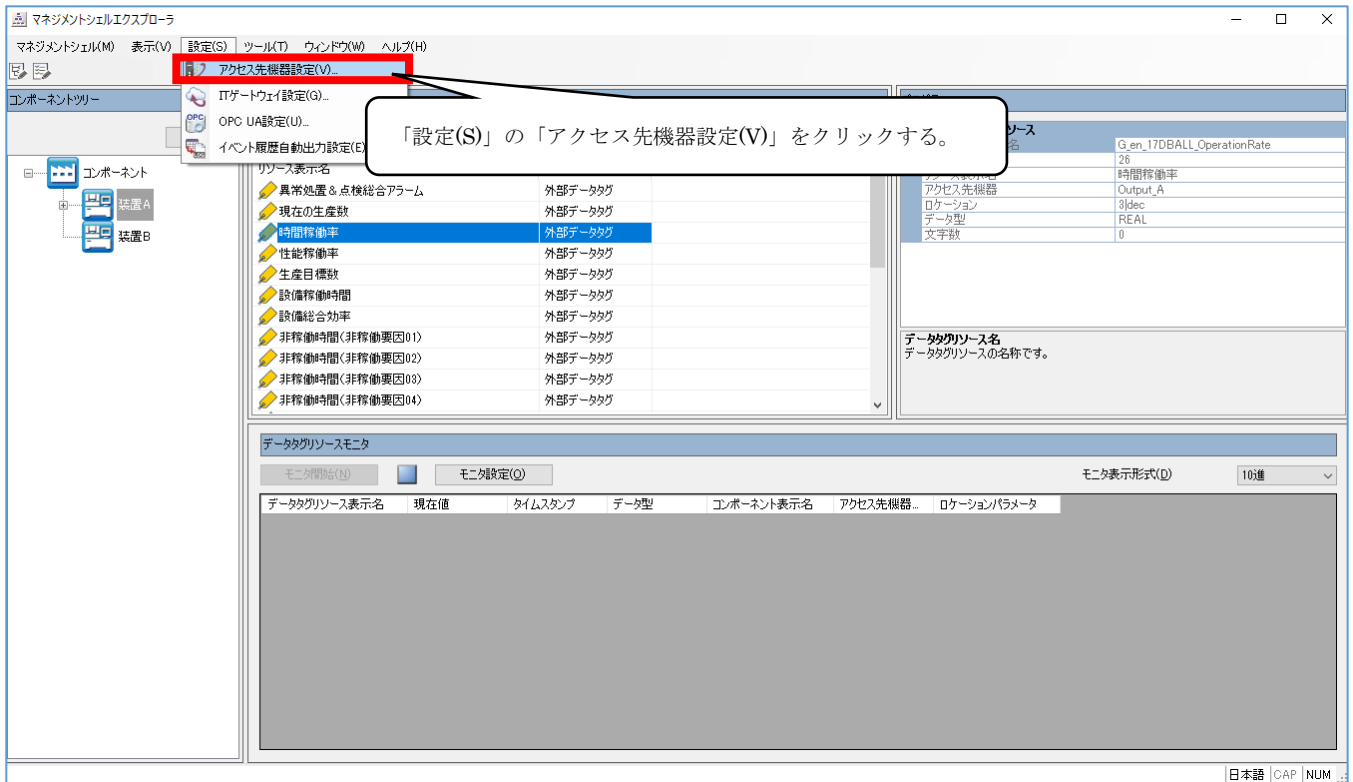 マネジメントシェルエクスプローラ
マネジメントシェル(M) 表示(V) 設定(S) ツール(T) ウィンドウ(W) ヘルプ(H)
アクセス先機器設定(V)...
ITゲートウェイ設定(G)...
OPC UA設定(U)...
イベント履歴自動出力設定(E)
「設定(S)」の「アクセス先機器設定(V)」をクリックする。
コンポーネントツリー
コンポーネント
装置A
装置B
リソース表示名
異常処置&点検総合アラーム 外部データタグ
現在の生産数 外部データタグ
時間稼働率 外部データタグ
性能稼働率 外部データタグ
生産目標数 外部データタグ
設備稼働時間 外部データタグ
設備総合効率 外部データタグ
非稼働時間(非稼働要因01) 外部データタグ
非稼働時間(非稼働要因02) 外部データタグ
非稼働時間(非稼働要因03) 外部データタグ
非稼働時間(非稼働要因04) 外部データタグ
ソース
名 G_en_17DBALL_OperationRate
26
時間稼働率
アクセス先機器 Output_A
ロケーション 3|dec
データ型 REAL
文字数 0
データタグリソース名
データタグリソースの名称です。
データタグリソースモニタ
モニタ開始(N) モニタ設定(O) モニタ表示形式(D) 10進
データタグリソース表示名 現在値 タイムスタンプ データ型 コンポーネント表示名 アクセス先機器... ロケーションパラメータ
日本語 CAP NUM